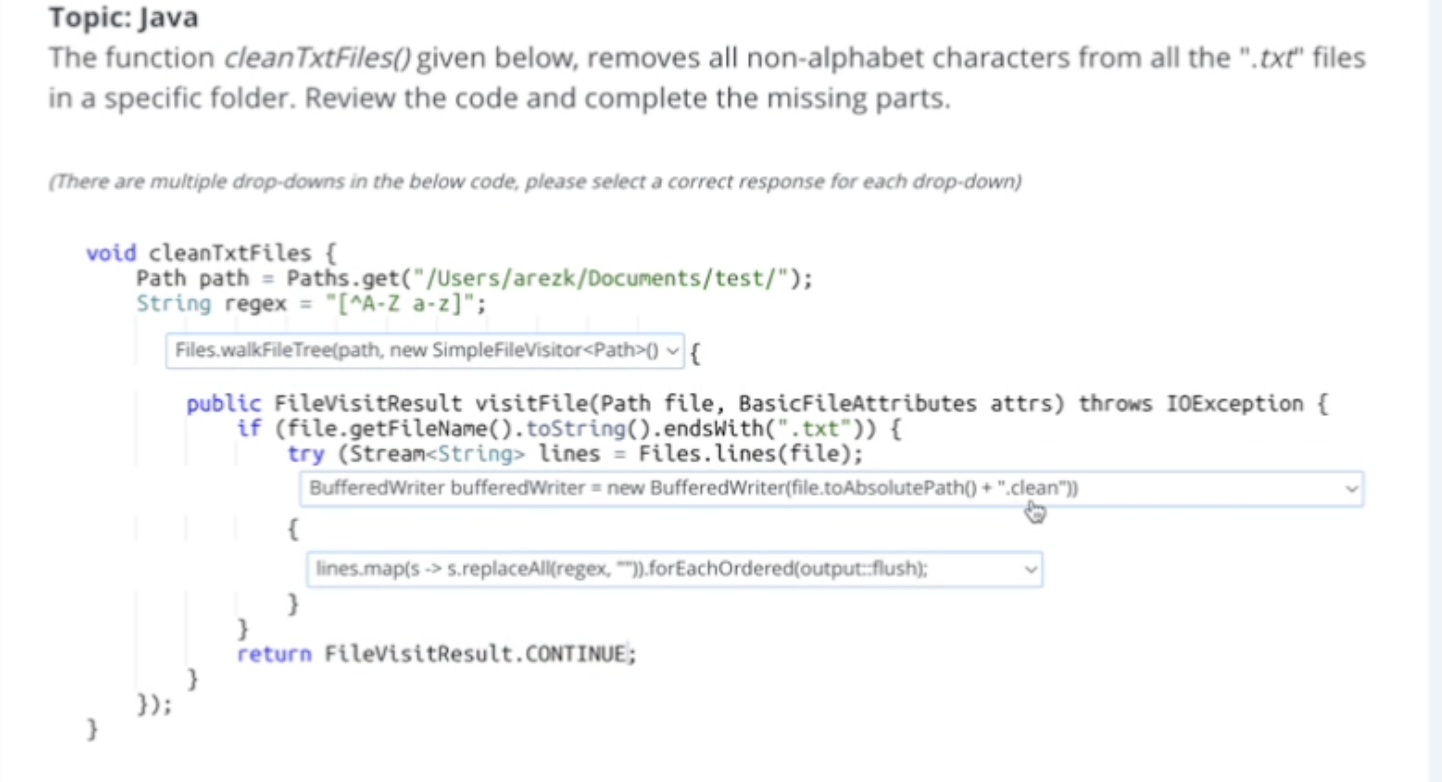 Topic: Java
The function cleanTxtFiles() given below, removes all non-alphabet characters from all the ".txt" files
in a specific folder. Review the code and complete the missing parts.
(There are multiple drop-downs in the below code, please select a correct response for each drop-down)
void cleanTxtFiles {
Path path = Paths.get("/Users/arezk/Documents/test/");
String regex = "[^A-Z a-z]";
Files.walkFileTree(path, new SimpleFileVisitor<Path>() {
public FileVisitResult visitFile(Path file, BasicFileAttributes attrs) throws IOException {
if (file.getFileName().toString().endsWith(".txt")) {
try (Stream<String> lines = Files.lines(file);
BufferedWriter bufferedWriter = new BufferedWriter(file.toAbsolutePath() + ".clean"))
{
lines.map(s -> s.replaceAll(regex, "")).forEachOrdered(output::flush);
}
}
return FileVisitResult.CONTINUE;
}
});
}